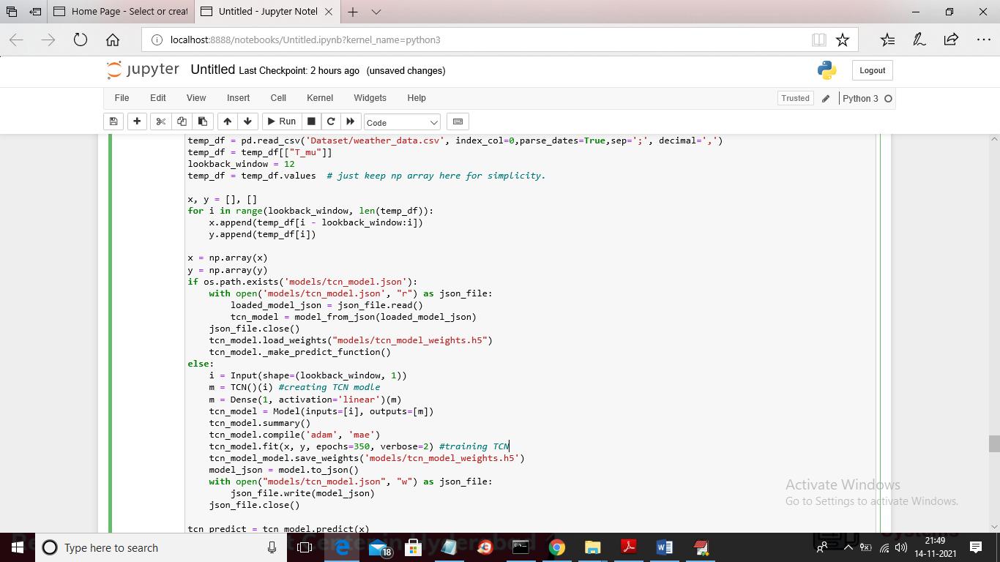 Home Page - Select or creat
Untitled - Jupyter Notel
localhost:8888/notebooks/Untitled.ipynb?kernel_name=python3
jupyter Untitled Last Checkpoint: 2 hours ago (unsaved changes)
Logout
File Edit View Insert Cell Kernel Widgets Help
Trusted
Python 3
Run
Code
temp_df = pd.read_csv('Dataset/weather_data.csv', index_col=0,parse_dates=True,sep=';', decimal=',')
temp_df = temp_df[["T_mu"]]
lookback_window = 12
temp_df = temp_df.values  # just keep np array here for simplicity.
x, y = [], []
for i in range(lookback_window, len(temp_df)):
    x.append(temp_df[i - lookback_window:i])
    y.append(temp_df[i])
x = np.array(x)
y = np.array(y)
if os.path.exists('models/tcn_model.json'):
    with open('models/tcn_model.json', "r") as json_file:
        loaded_model_json = json_file.read()
        tcn_model = model_from_json(loaded_model_json)
    json_file.close()
    tcn_model.load_weights("models/tcn_model_weights.h5")
    tcn_model._make_predict_function()
else:
    i = Input(shape=(lookback_window, 1))
    m = TCN()(i) #creating TCN modle
    m = Dense(1, activation='linear')(m)
    tcn_model = Model(inputs=[i], outputs=[m])
    tcn_model.summary()
    tcn_model.compile('adam', 'mae')
    tcn_model.fit(x, y, epochs=350, verbose=2) #training TCN
    tcn_model_model.save_weights('models/tcn_model_weights.h5')
    model_json = model.to_json()
    with open("models/tcn_model.json", "w") as json_file:
        json_file.write(model_json)
    json_file.close()
tcn_predict = tcn_model.predict(x)
Activate Windows
Go to Settings to activate Windows.
Type here to search
18
21:49
14-11-2021